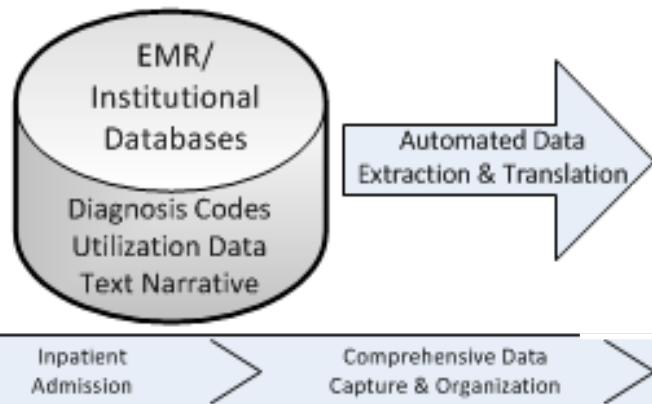 EMR/
Institutional
Databases
Diagnosis Codes
Utilization Data
Text Narrative
Automated Data
Extraction & Translation
Inpatient
Admission
Comprehensive Data
Capture & Organization